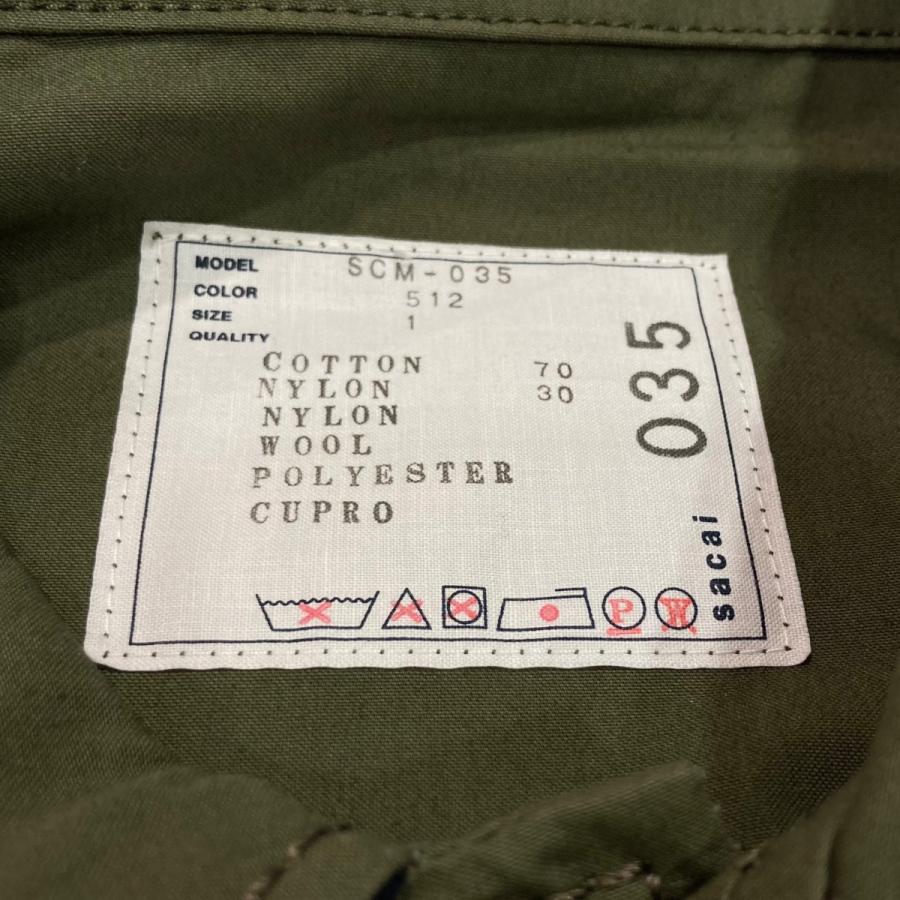 MODEL SCM-035
COLOR 512
SIZE 1
QUALITY
COTTON 70
NYLON 30
NYLON
WOOL
POLYESTER
CUPRO
035
sacai
P W